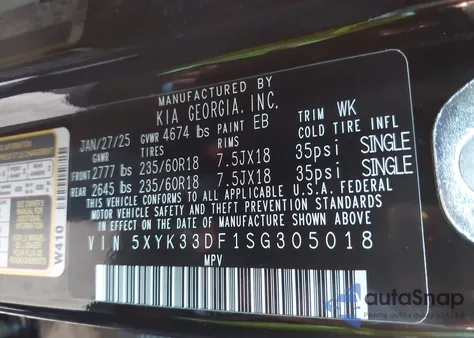 MANUFACTURED BY
KIA GEORGIA, INC.
JAN/27/25 GVWR 4674 lbs PAINT EB TRIM WK
GAWR TIRES RIMS COLD TIRE INFL
FRONT 2777 lbs 235/60R18 7.5JX18 35psi SINGLE
REAR 2645 lbs 235/60R18 7.5JX18 35psi SINGLE
THIS VEHICLE CONFORMS TO ALL APPLICABLE U.S.A. FEDERAL
MOTOR VEHICLE SAFETY AND THEFT PREVENTION STANDARDS
IN EFFECT ON THE DATE OF MANUFACTURE SHOWN ABOVE
VIN 5XYK33DF1SG305018
MPV
W410
autaSnap